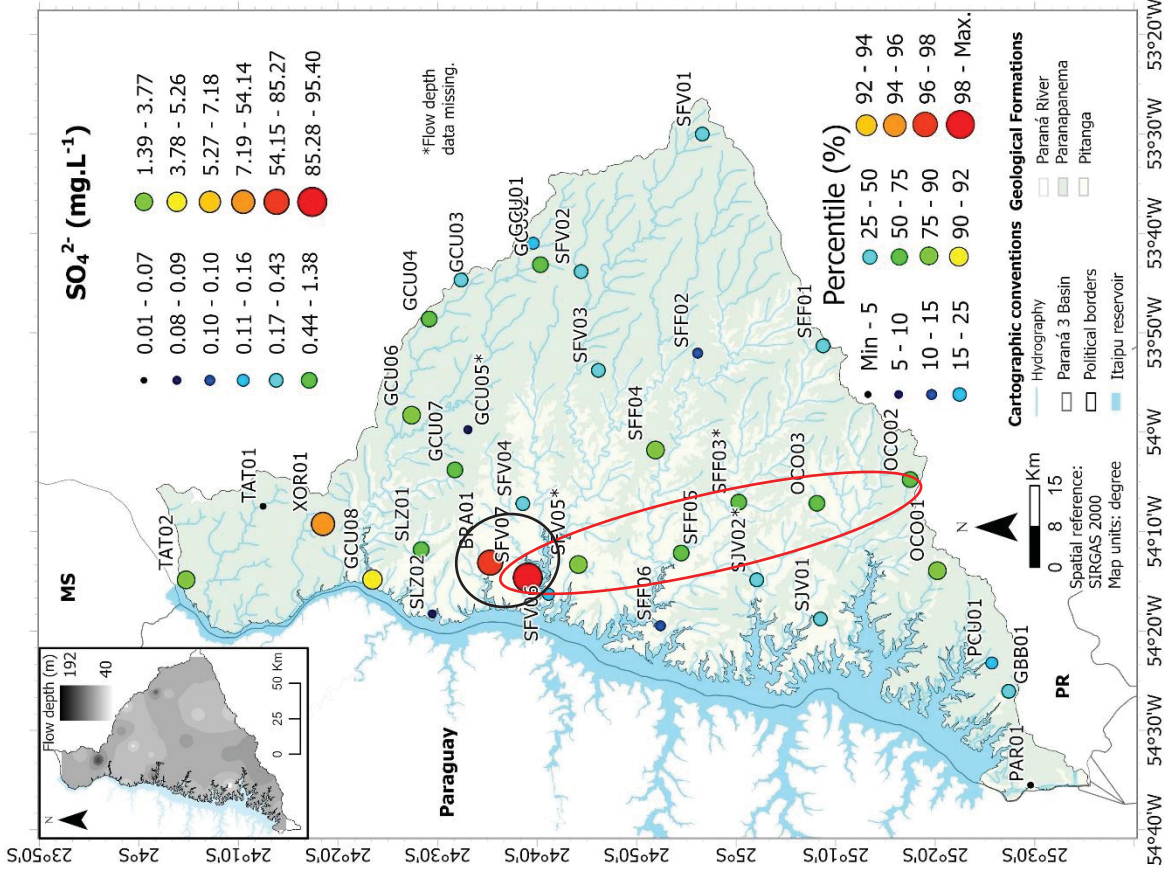 Flow depth (m)
192
40
N
0 25 50 Km
MS
Paraguay
PR
SO₄²⁻ (mg.L⁻¹)
0.01 - 0.07
0.08 - 0.09
0.10 - 0.10
0.11 - 0.16
0.17 - 0.43
0.44 - 1.38
1.39 - 3.77
3.78 - 5.26
5.27 - 7.18
7.19 - 54.14
54.15 - 85.27
85.28 - 95.40
*Flow depth
data missing.
TAT02
TAT01
XOR01
GCU08
GCU06
GCU04
GCU03
GCU02
GCU01
SLZ01
GCU07
GCU05*
SLZ02
BRA01
SFV07
SFV04
SFV06
SFV05*
SFV02
SFV03
SFV01
SFF02
SFF04
SFF05
SFF06
SFF03*
SFF01
SJV02*
SJV01
OCO03
OCO02
OCO01
PCU01
GBB01
PAR01
Percentile (%)
Min - 5
5 - 10
10 - 15
15 - 25
25 - 50
50 - 75
75 - 90
90 - 92
92 - 94
94 - 96
96 - 98
98 - Max.
N
0 8 15 Km
Spatial reference:
SIRGAS 2000
Map units: degree
Cartographic conventions
Hydrography
Paraná 3 Basin
Political borders
Itaipu reservoir
Geological Formations
Paraná River
Paranapanema
Pitanga
23°50'S
24°S
24°10'S
24°20'S
24°30'S
24°40'S
24°50'S
25°S
25°10'S
25°20'S
25°30'S
54°40'W
54°30'W
54°20'W
54°10'W
54°W
53°50'W
53°40'W
53°30'W
53°20'W